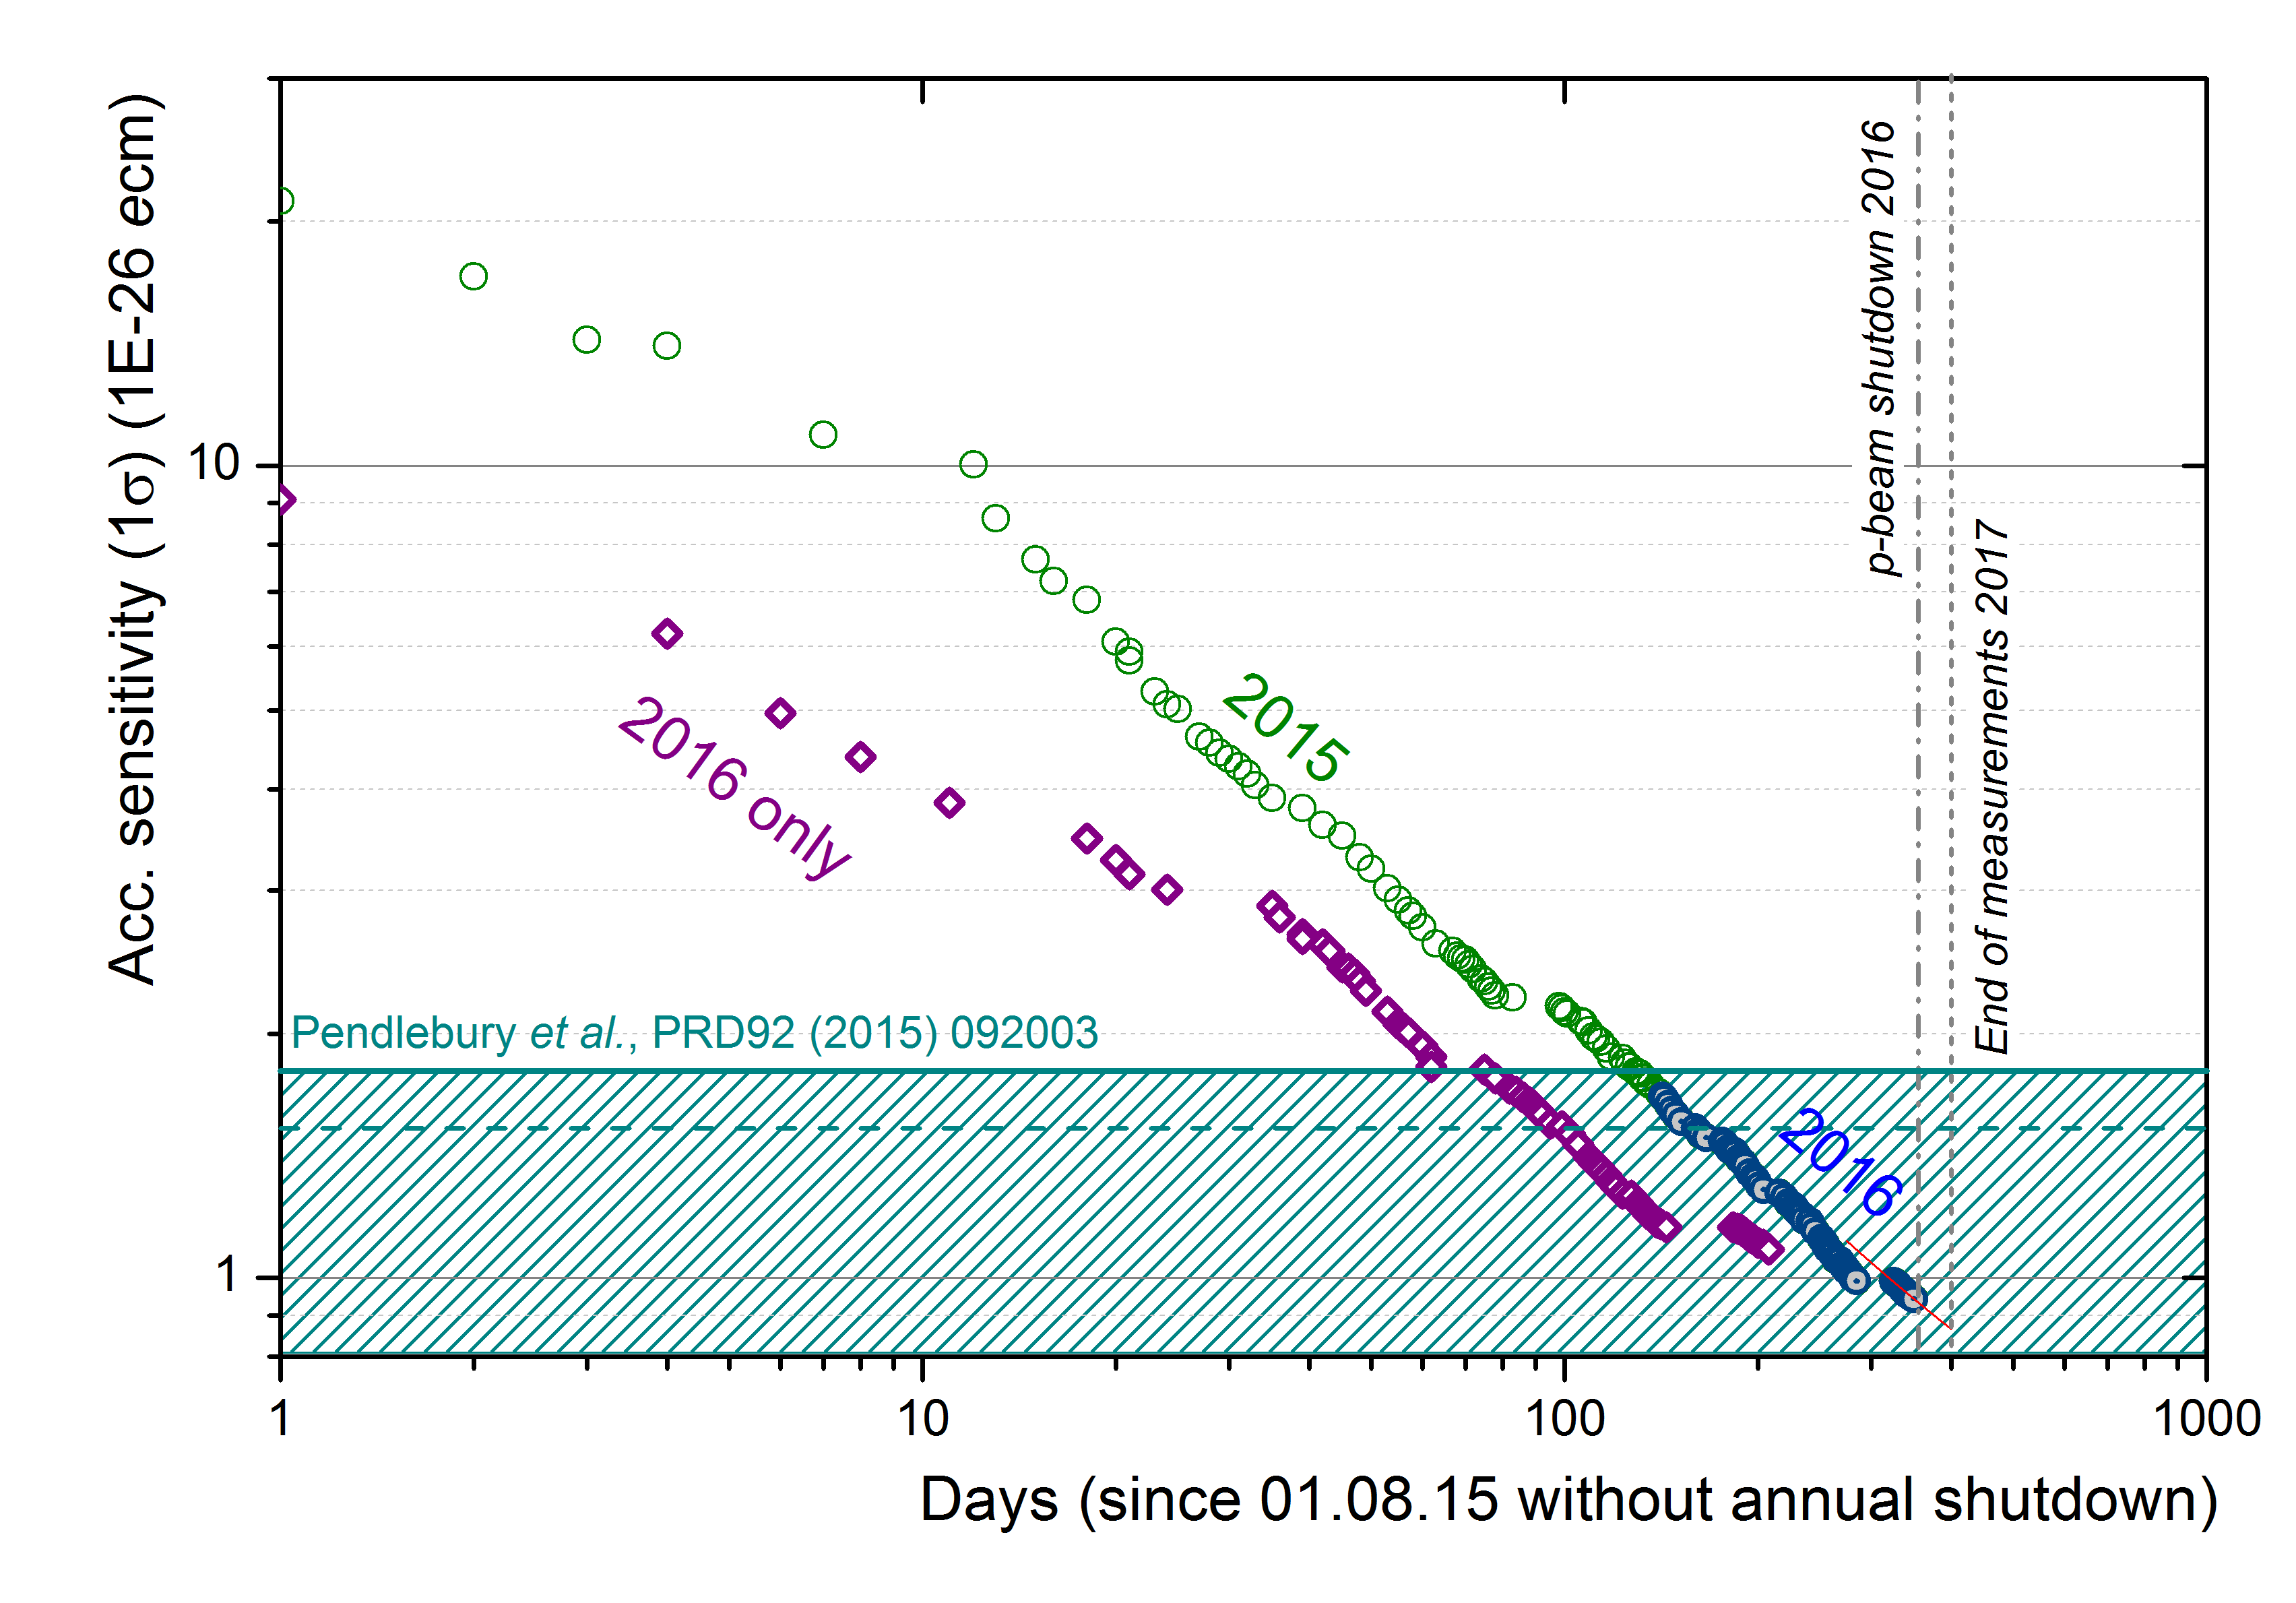 Acc. sensitivity (1σ) (1E-26 ecm)
10
1
p-beam shutdown 2016
End of measurements 2017
2015
2016 only
Pendlebury et al., PRD92 (2015) 092003
2016
1
10
100
1000
Days (since 01.08.15 without annual shutdown)